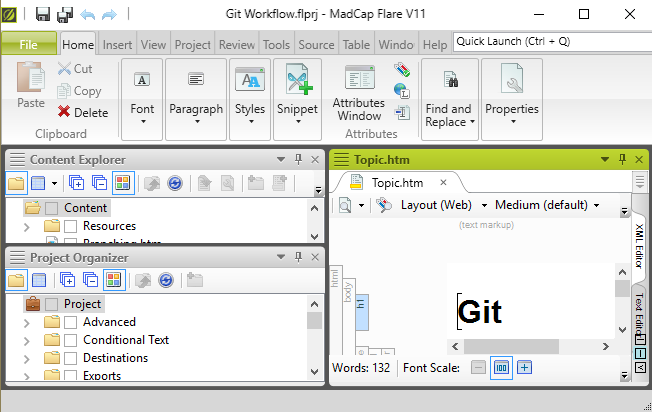 Git Workflow.flprj - MadCap Flare V11
File Home Insert View Project Review Tools Source Table Windo Help Quick Launch (Ctrl + Q)
Paste
Cut
Copy
Delete
Clipboard
Font
Paragraph
Styles
Snippet
Attributes
Window
Attributes
Find and
Replace
Properties
Content Explorer
Content
Resources
Project Organizer
Project
Advanced
Conditional Text
Destinations
Exports
Topic.htm
Topic.htm
Layout (Web) Medium (default)
(text markup)
html
body
h1
Git
Words: 132 Font Scale: 100
XML Editor
Text Editor